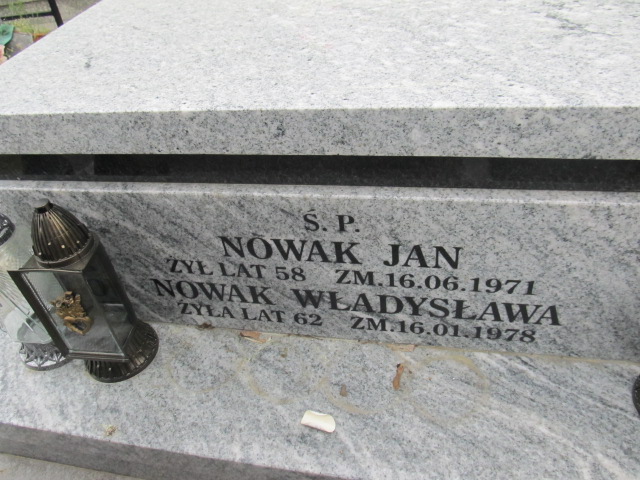 Ś. P.
NOWAK JAN
ŻYŁ LAT 58 ZM.16.06.1971
NOWAK WŁADYSŁAWA
ŻYŁA LAT 62 ZM.16.01.1978